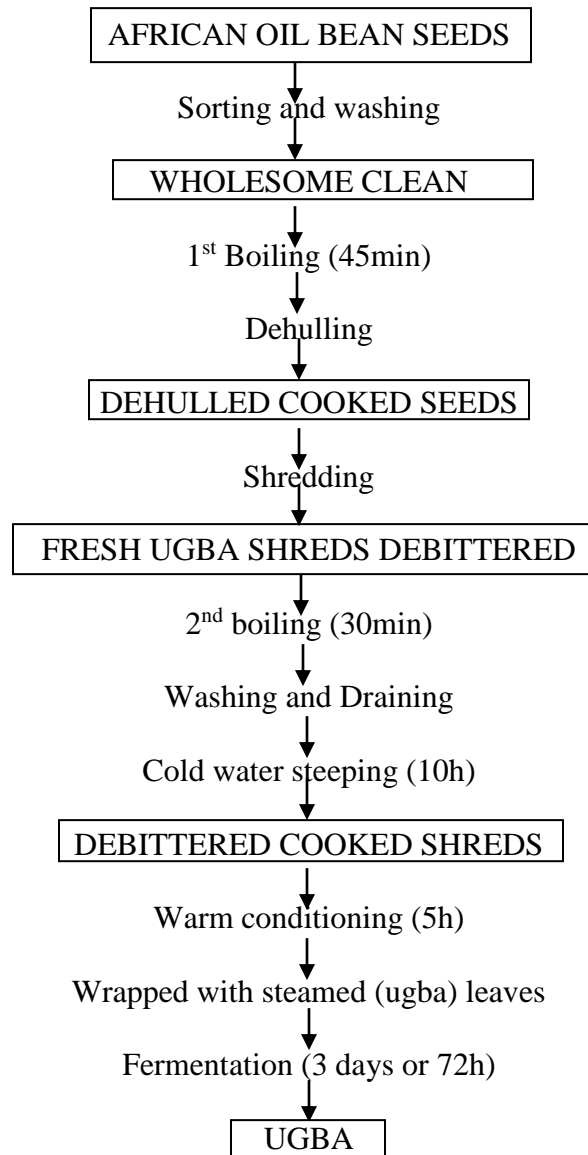 AFRICAN OIL BEAN SEEDS
Sorting and washing
WHOLESOME CLEAN
1st Boiling (45min)
Dehulling
DEHULLED COOKED SEEDS
Shredding
FRESH UGBA SHREDS DEBITTERED
2nd boiling (30min)
Washing and Draining
Cold water steeping (10h)
DEBITTERED COOKED SHREDS
Warm conditioning (5h)
Wrapped with steamed (ugba) leaves
Fermentation (3 days or 72h)
UGBA